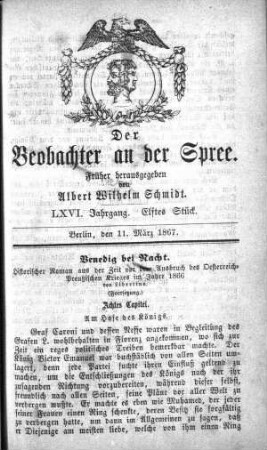 Der
Beobachter an der Spree.
Früher herausgegeben
von
Albert Wilhelm Schmidt.
LXVI. Jahrgang. Elftes Stück.
Berlin, den 11. März 1867.
Venedig bei Nacht.
Historischer Roman aus der Zeit vor dem Ausbruch des Oesterreich-
Preußischen Krieges im Jahre 1866
von Libertinus.
(Fortsetzung.)
Achtes Capitel.
Am Hofe des Königs.
Graf Caroni und dessen Neffe waren in Begleitung des
Grafen L. wohlbehalten in Florenz angekommen, wo sich zur
Zeit ein reges politisches Treiben bemerkbar machte. Der
König Victor Emanuel war buchstäblich von allen Seiten um-
lagert, denn jede Partei suchte ihren Einfluß geltend zu
machen, um die Entschließungen des Königs nach der ihr
zusagenden Richtung vorzubereiten, während dieser selbst,
freundlich nach allen Seiten, seine Pläne vor aller Welt zu
verbergen wußte. Er machte es eben wie Muhamed, der jeder
seiner Frauen einen Ring schenkte, deren Besitz sie sorgfältig
zu verbergen hatte, um dann im Allgemeinen zu sagen, daß
er Diejenige am meisten liebe, welche von ihm einen Ring